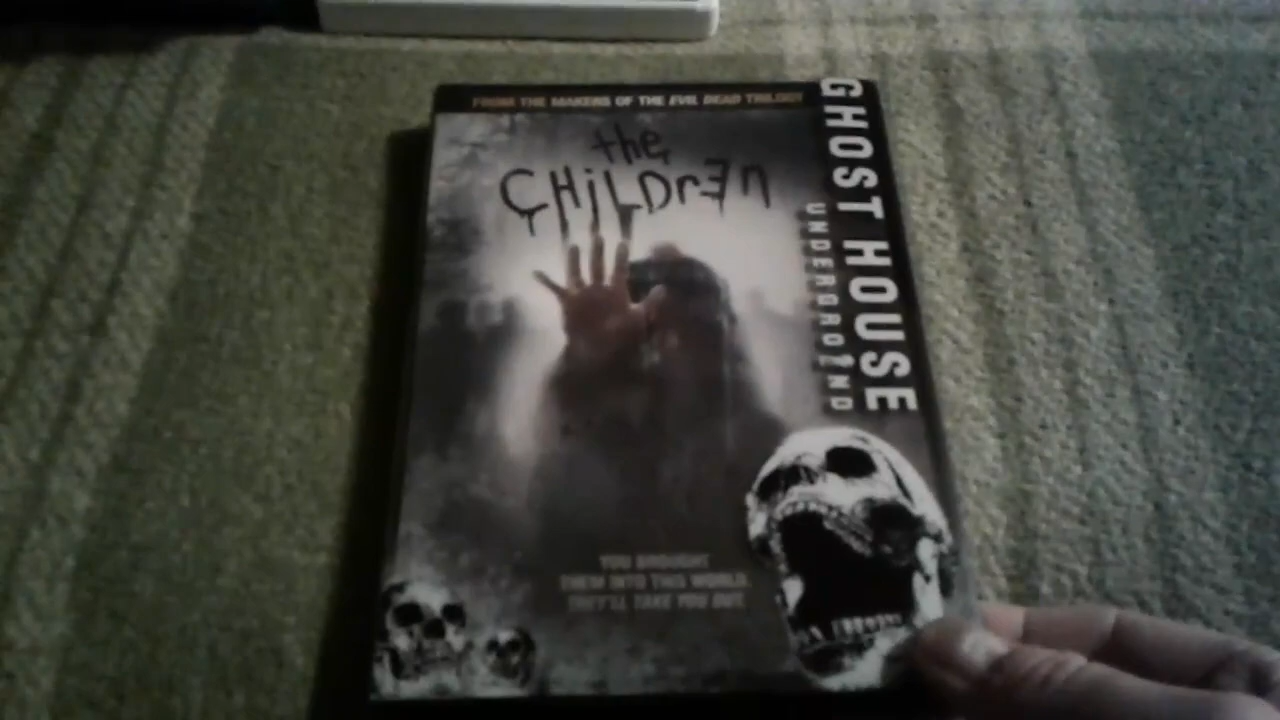 FROM THE MAKERS OF THE EVIL DEAD TRILOGY
the
CHiLDrEn
GHOST HOUSE
UNDERGROUND
YOU BROUGHT
THEM INTO THIS WORLD.
THEY'LL TAKE YOU OUT.